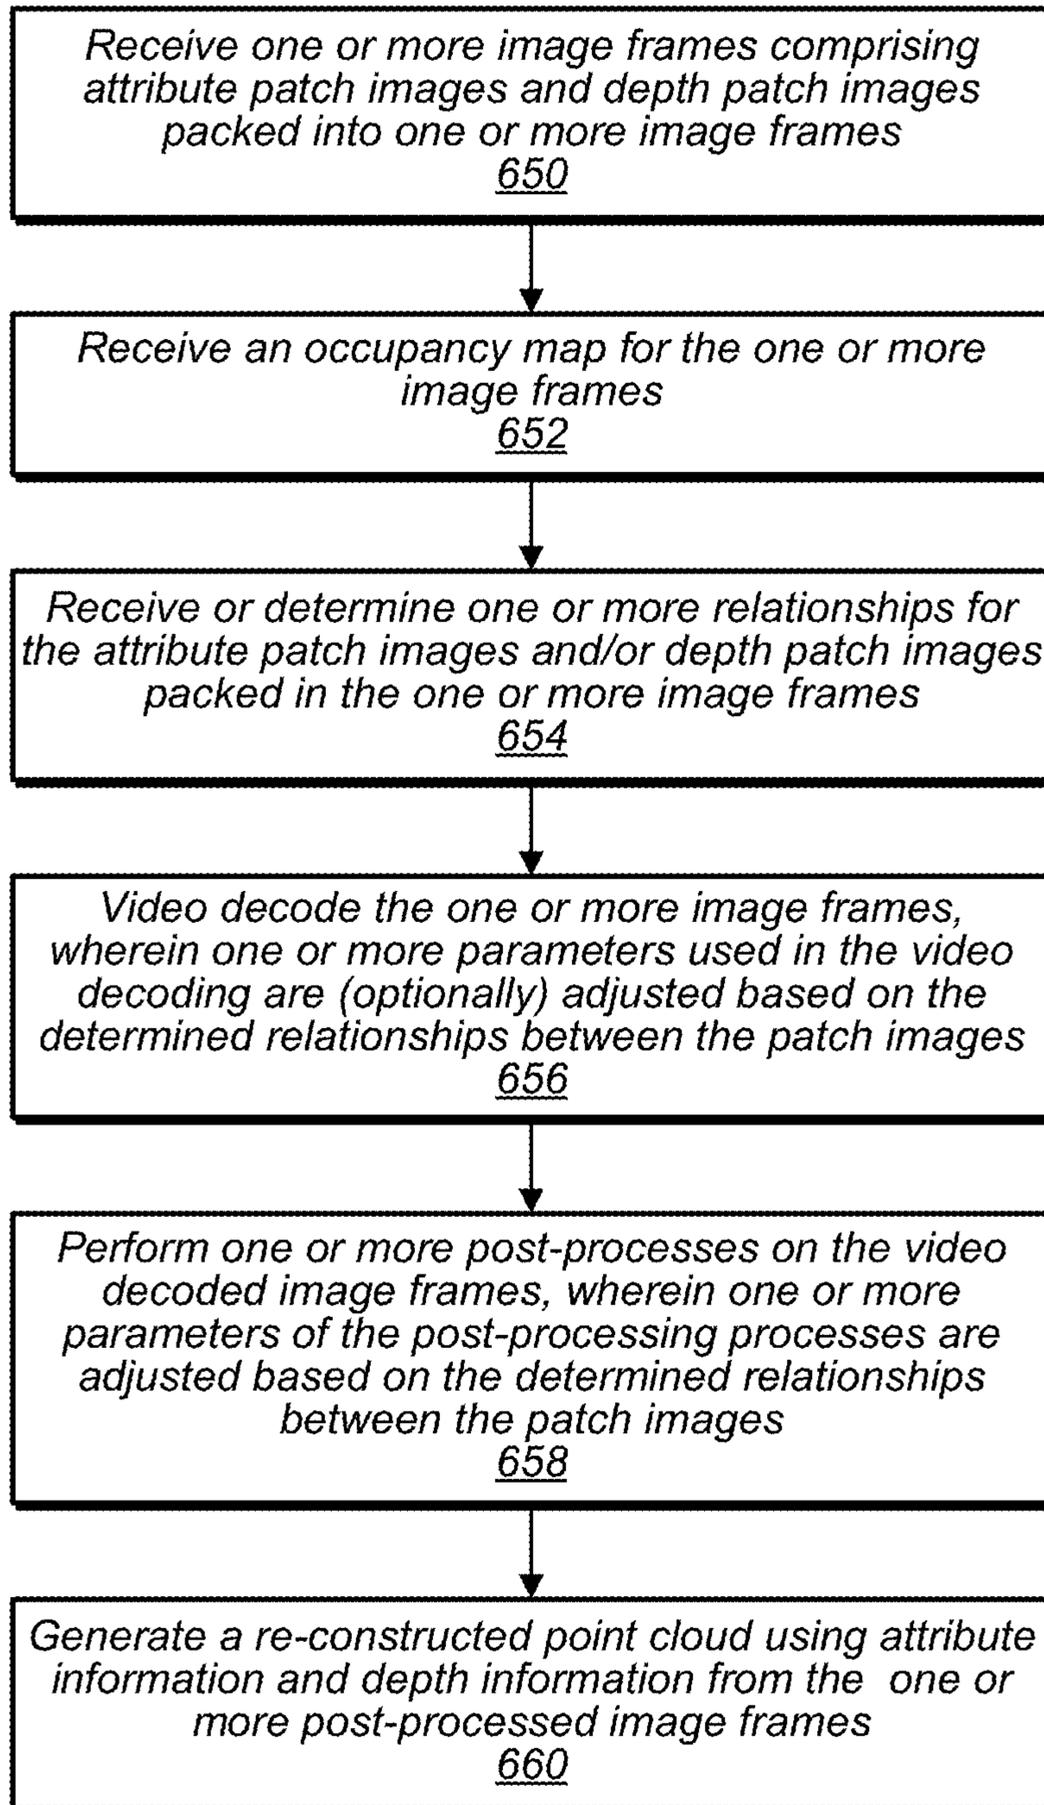 Receive one or more image frames comprising
attribute patch images and depth patch images
packed into one or more image frames
650
Receive an occupancy map for the one or more
image frames
652
Receive or determine one or more relationships for
the attribute patch images and/or depth patch images
packed in the one or more image frames
654
Video decode the one or more image frames,
wherein one or more parameters used in the video
decoding are (optionally) adjusted based on the
determined relationships between the patch images
656
Perform one or more post-processes on the video
decoded image frames, wherein one or more
parameters of the post-processing processes are
adjusted based on the determined relationships
between the patch images
658
Generate a re-constructed point cloud using attribute
information and depth information from the one or
more post-processed image frames
660